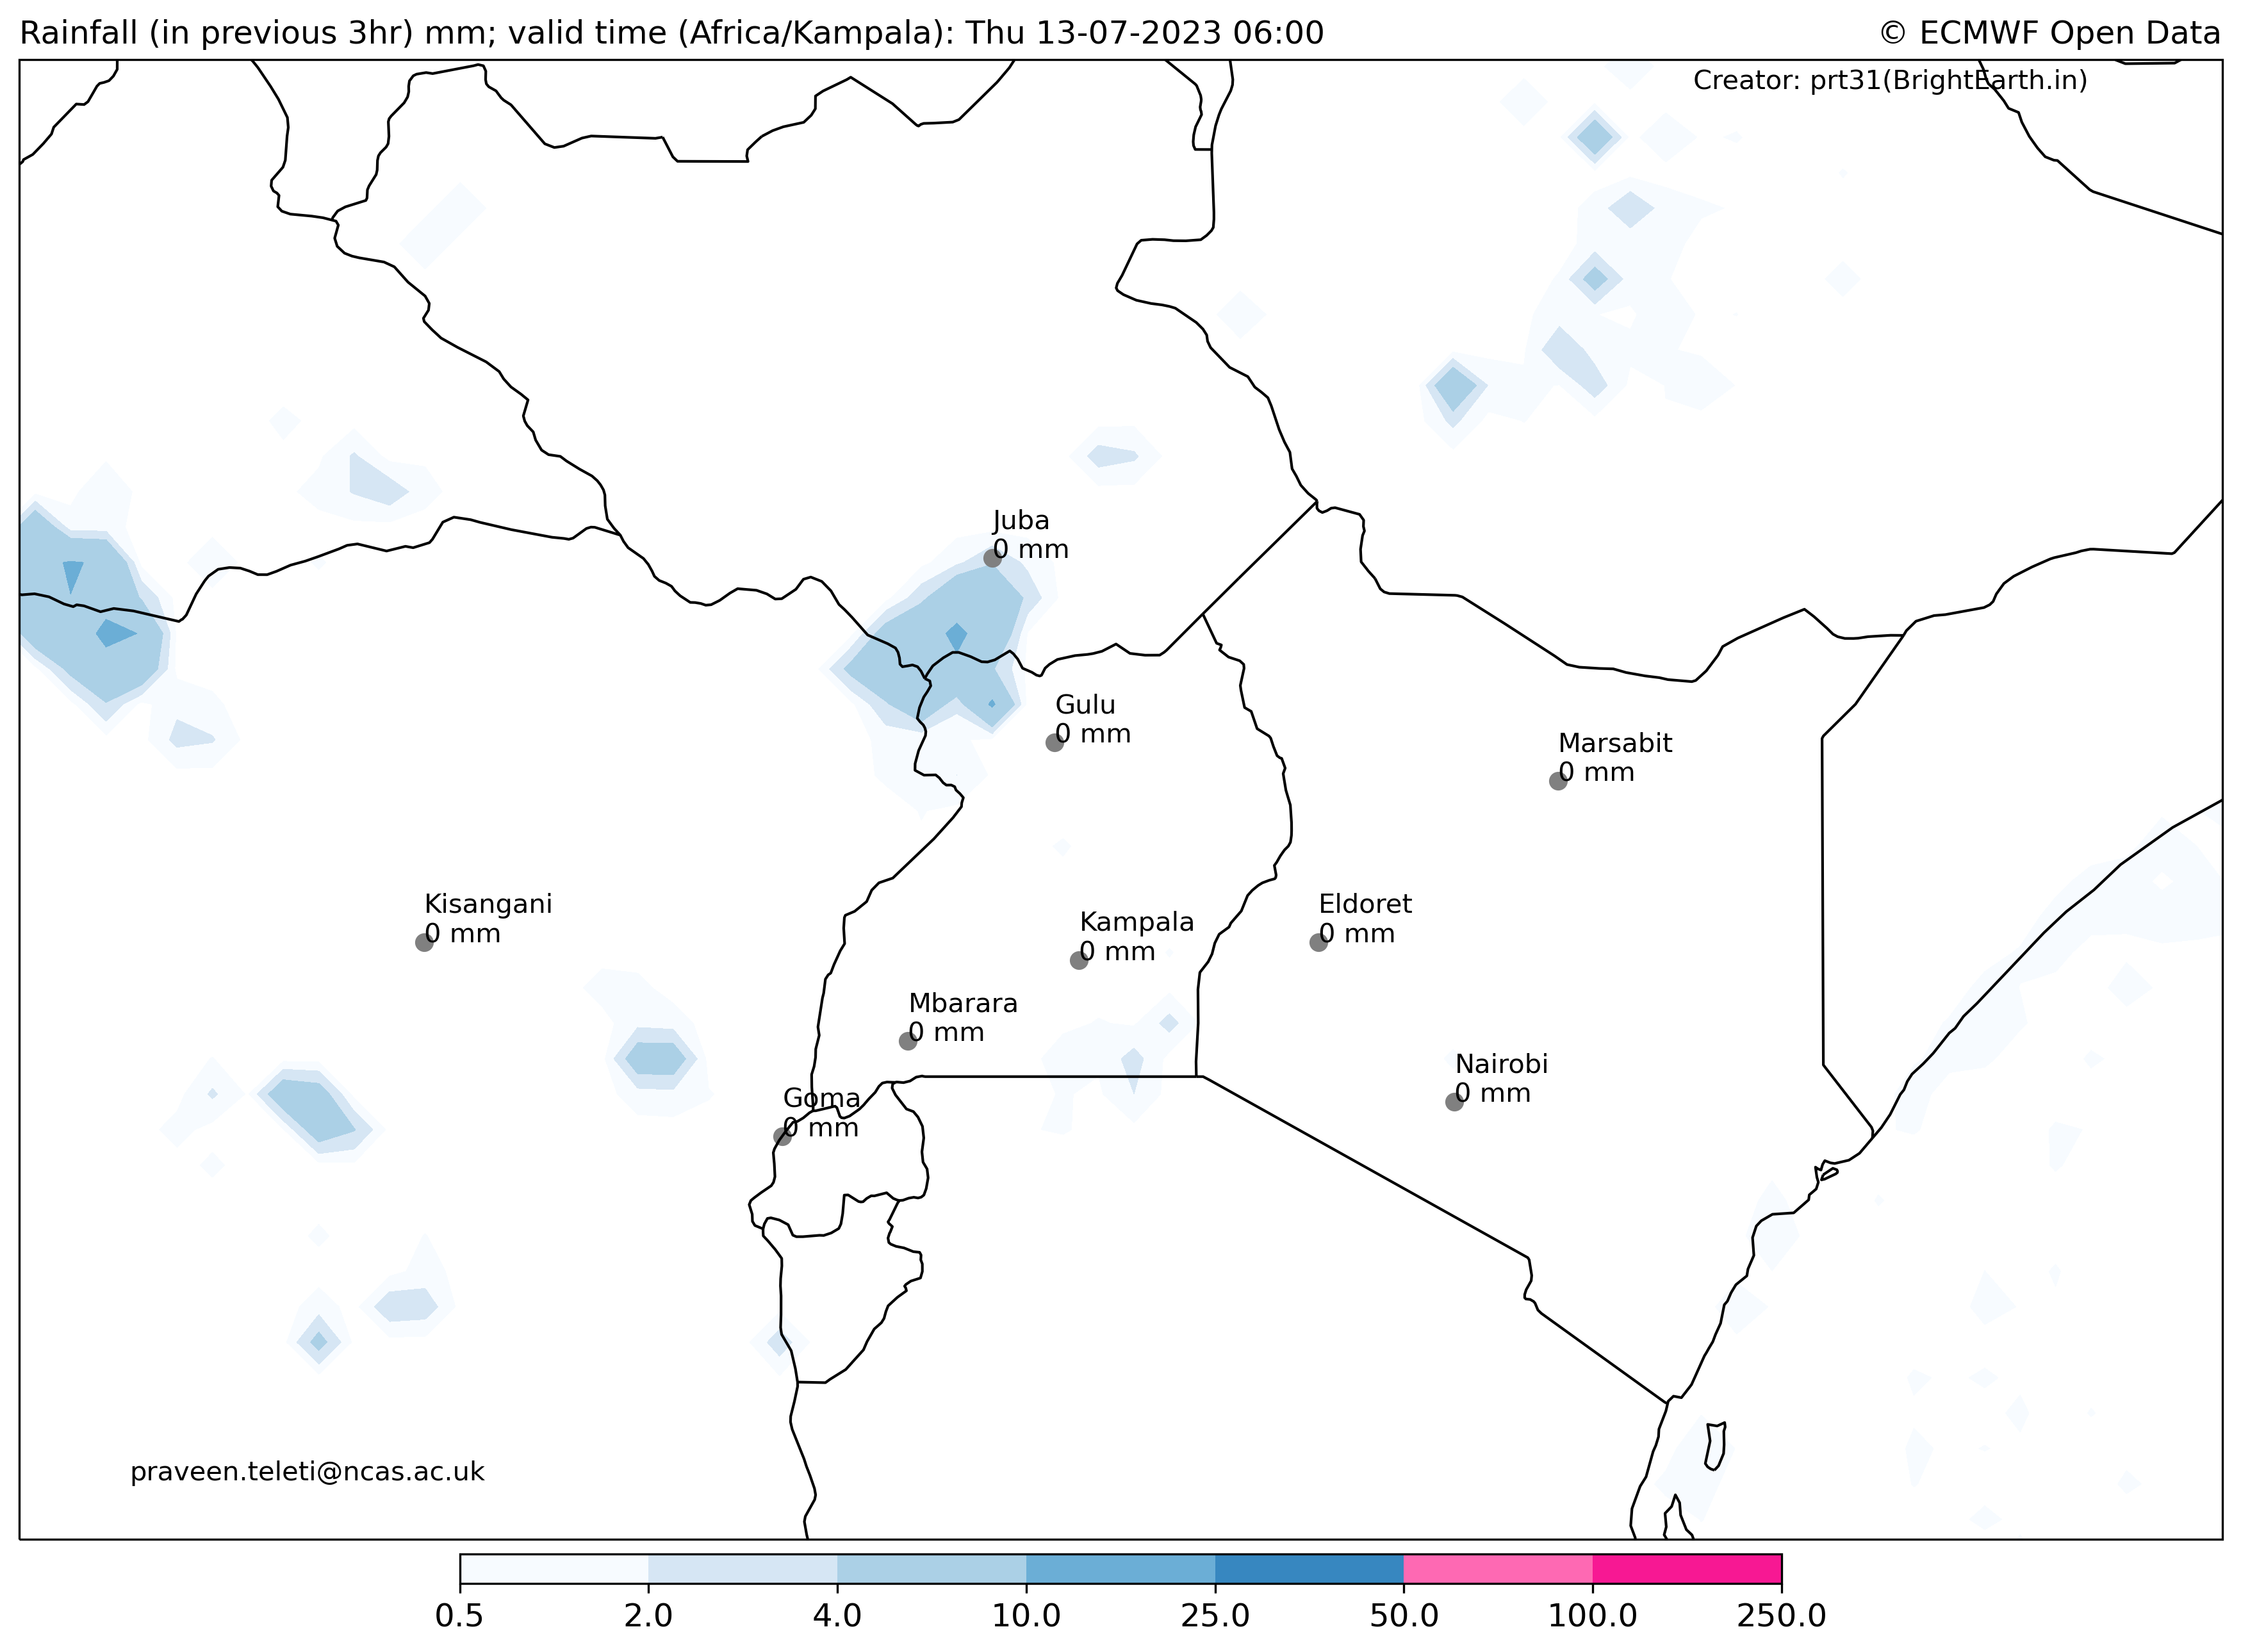 Rainfall (in previous 3hr) mm; valid time (Africa/Kampala): Thu 13-07-2023 06:00
© ECMWF Open Data
Creator: prt31(BrightEarth.in)
Juba
0 mm
Gulu
0 mm
Marsabit
0 mm
Kisangani
0 mm
Eldoret
0 mm
Kampala
0 mm
Mbarara
0 mm
Nairobi
0 mm
Goma
0 mm
praveen.teleti@ncas.ac.uk
0.5 2.0 4.0 10.0 25.0 50.0 100.0 250.0